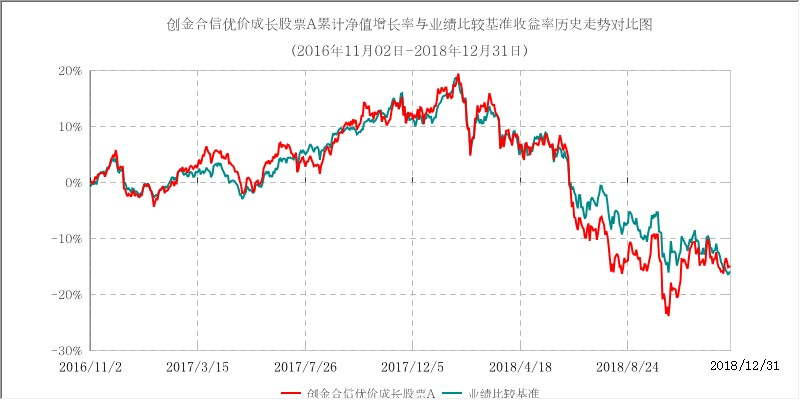 创金合信优价成长股票A累计净值增长率与业绩比较基准收益率历史走势对比图
(2016年11月02日-2018年12月31日)
20%
10%
0%
-10%
-20%
-30%
2016/11/2 2017/3/15 2017/7/26 2017/12/5 2018/4/18 2018/8/24 2018/12/31
创金合信优价成长股票A 业绩比较基准